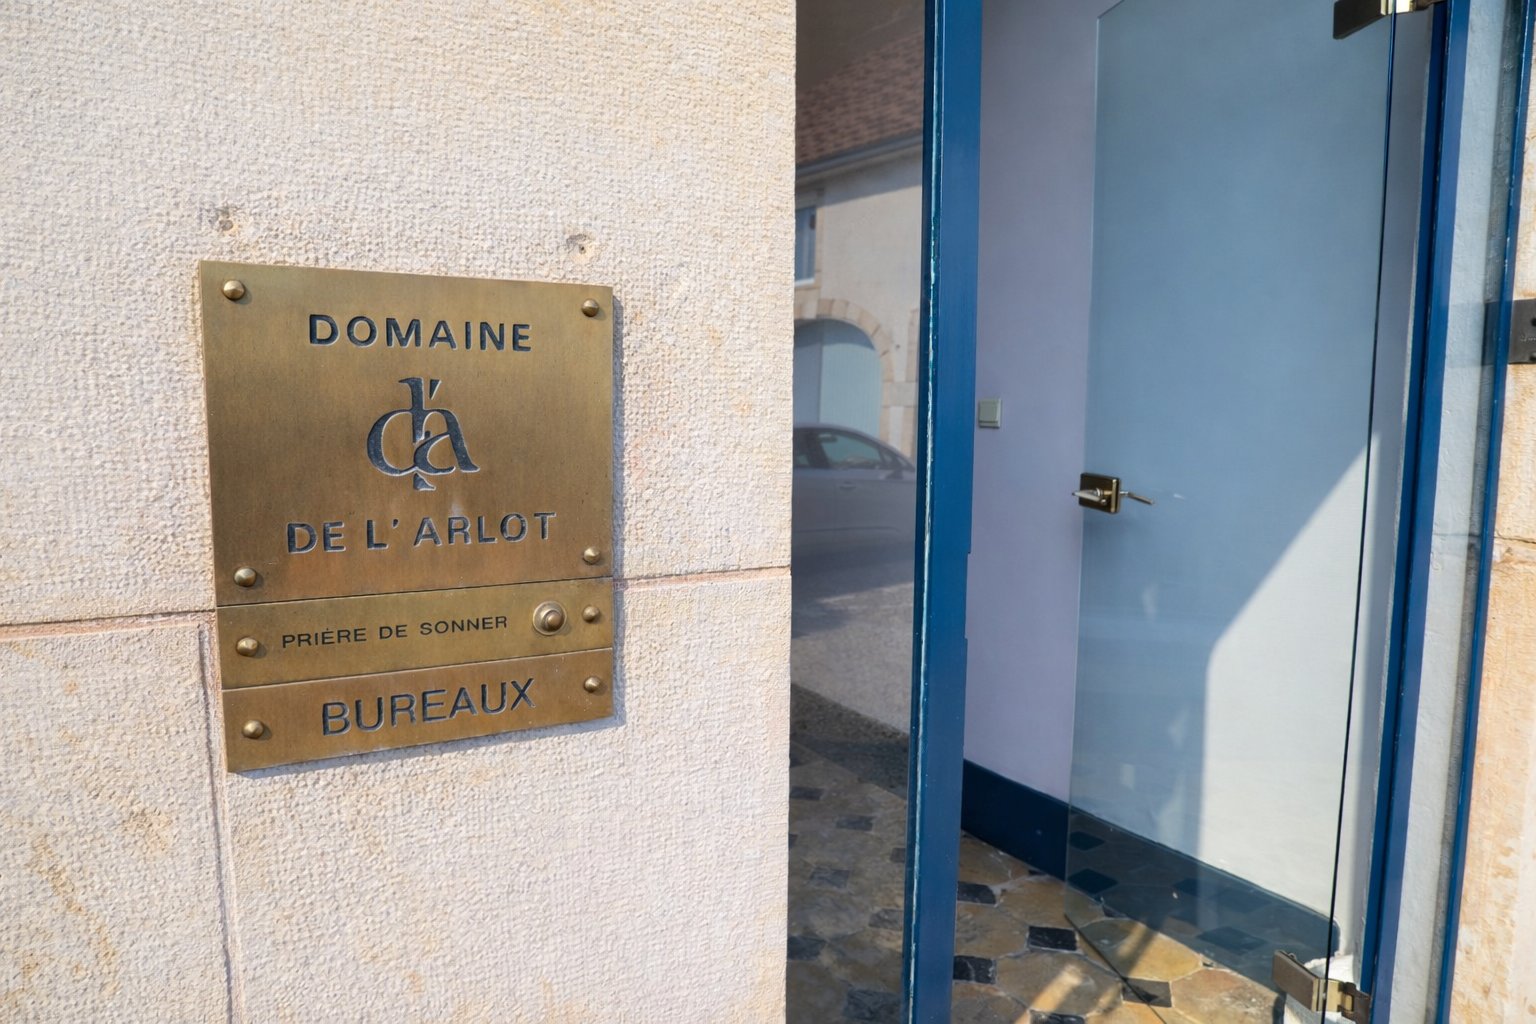 DOMAINE
d'a
DE L'ARLOT
PRIÈRE DE SONNER
BUREAUX